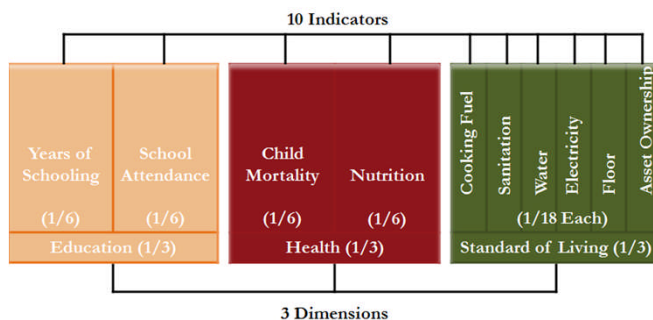 10 Indicators
Years of
Schooling
(1/6)
School
Attendance
(1/6)
Education (1/3)
Child
Mortality
(1/6)
Nutrition
(1/6)
Health (1/3)
Cooking Fuel
Sanitation
Water
Electricity
Floor
Asset Ownership
(1/18 Each)
Standard of Living (1/3)
3 Dimensions